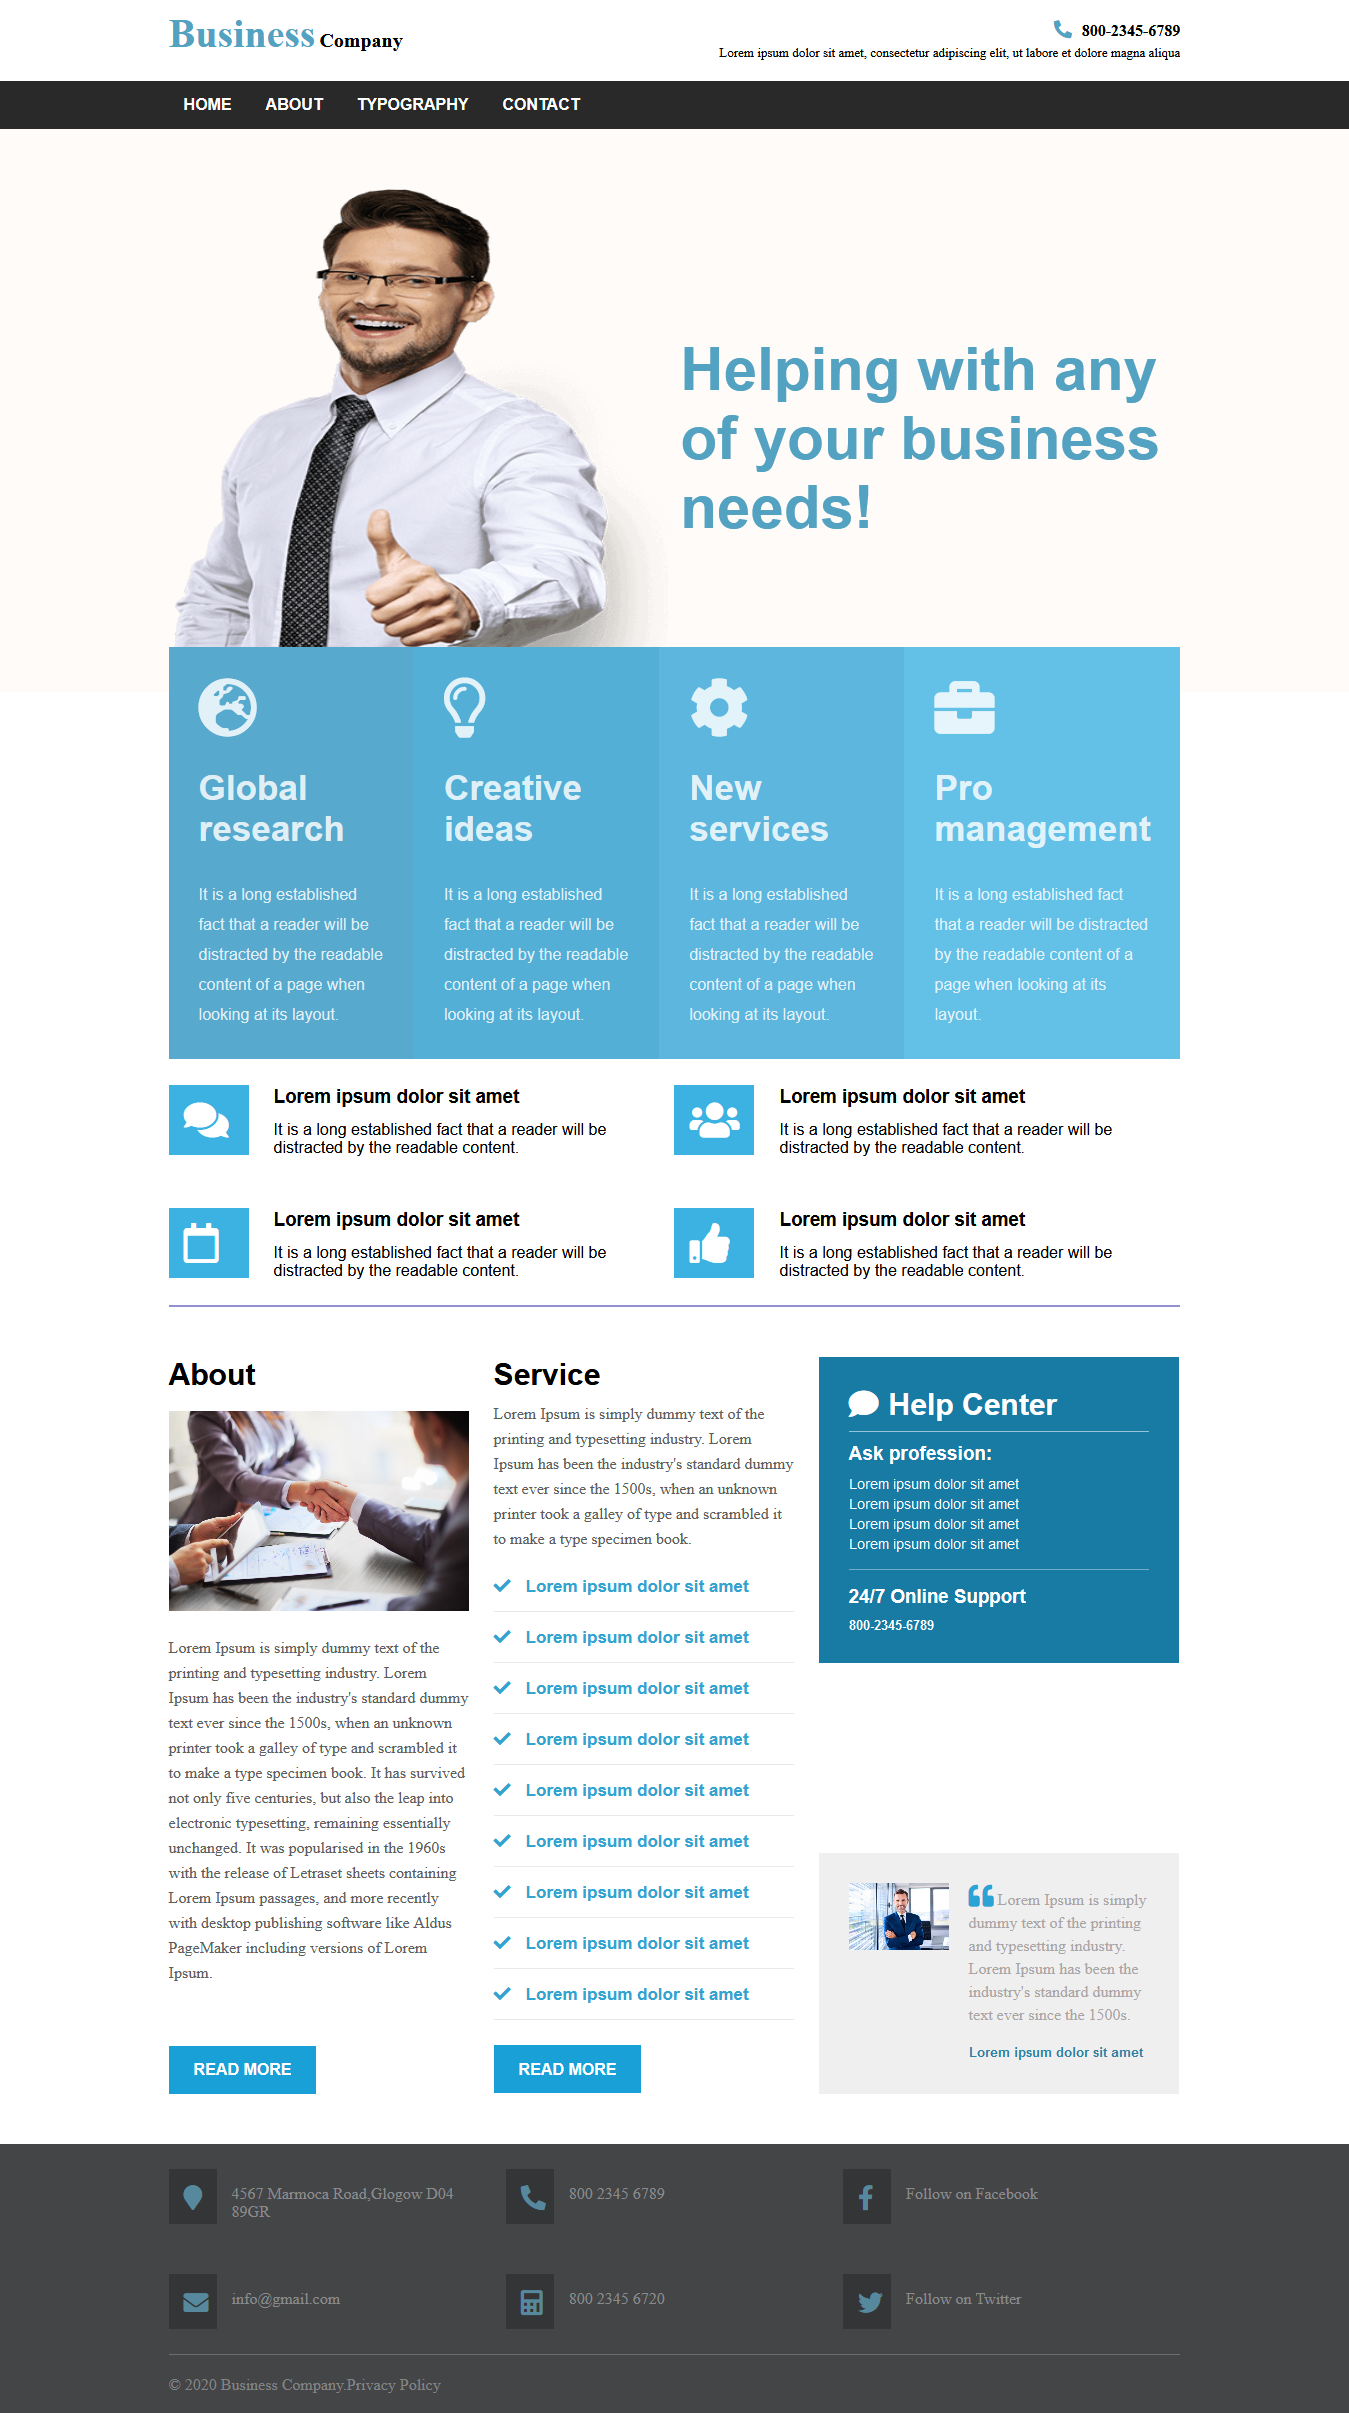 Business Company
800-2345-6789
Lorem ipsum dolor sit amet, consectetur adipiscing elit, ut labore et dolore magna aliqua
HOME ABOUT TYPOGRAPHY CONTACT
Helping with any
of your business
needs!
Global
research
It is a long established
fact that a reader will be
distracted by the readable
content of a page when
looking at its layout.
Creative
ideas
It is a long established
fact that a reader will be
distracted by the readable
content of a page when
looking at its layout.
New
services
It is a long established
fact that a reader will be
distracted by the readable
content of a page when
looking at its layout.
Pro
management
It is a long established fact
that a reader will be distracted
by the readable content of a
page when looking at its
layout.
Lorem ipsum dolor sit amet
It is a long established fact that a reader will be
distracted by the readable content.
Lorem ipsum dolor sit amet
It is a long established fact that a reader will be
distracted by the readable content.
Lorem ipsum dolor sit amet
It is a long established fact that a reader will be
distracted by the readable content.
Lorem ipsum dolor sit amet
It is a long established fact that a reader will be
distracted by the readable content.
About
Lorem Ipsum is simply dummy text of the
printing and typesetting industry. Lorem
Ipsum has been the industry's standard dummy
text ever since the 1500s, when an unknown
printer took a galley of type and scrambled it
to make a type specimen book. It has survived
not only five centuries, but also the leap into
electronic typesetting, remaining essentially
unchanged. It was popularised in the 1960s
with the release of Letraset sheets containing
Lorem Ipsum passages, and more recently
with desktop publishing software like Aldus
PageMaker including versions of Lorem
Ipsum.
READ MORE
Service
Lorem Ipsum is simply dummy text of the
printing and typesetting industry. Lorem
Ipsum has been the industry's standard dummy
text ever since the 1500s, when an unknown
printer took a galley of type and scrambled it
to make a type specimen book.
Lorem ipsum dolor sit amet
Lorem ipsum dolor sit amet
Lorem ipsum dolor sit amet
Lorem ipsum dolor sit amet
Lorem ipsum dolor sit amet
Lorem ipsum dolor sit amet
Lorem ipsum dolor sit amet
Lorem ipsum dolor sit amet
Lorem ipsum dolor sit amet
READ MORE
Help Center
Ask profession:
Lorem ipsum dolor sit amet
Lorem ipsum dolor sit amet
Lorem ipsum dolor sit amet
Lorem ipsum dolor sit amet
24/7 Online Support
800-2345-6789
Lorem Ipsum is simply
dummy text of the printing
and typesetting industry.
Lorem Ipsum has been the
industry's standard dummy
text ever since the 1500s.
Lorem ipsum dolor sit amet
4567 Marmoca Road,Glogow D04
89GR
800 2345 6789
Follow on Facebook
info@gmail.com
800 2345 6720
Follow on Twitter
© 2020 Business Company.Privacy Policy